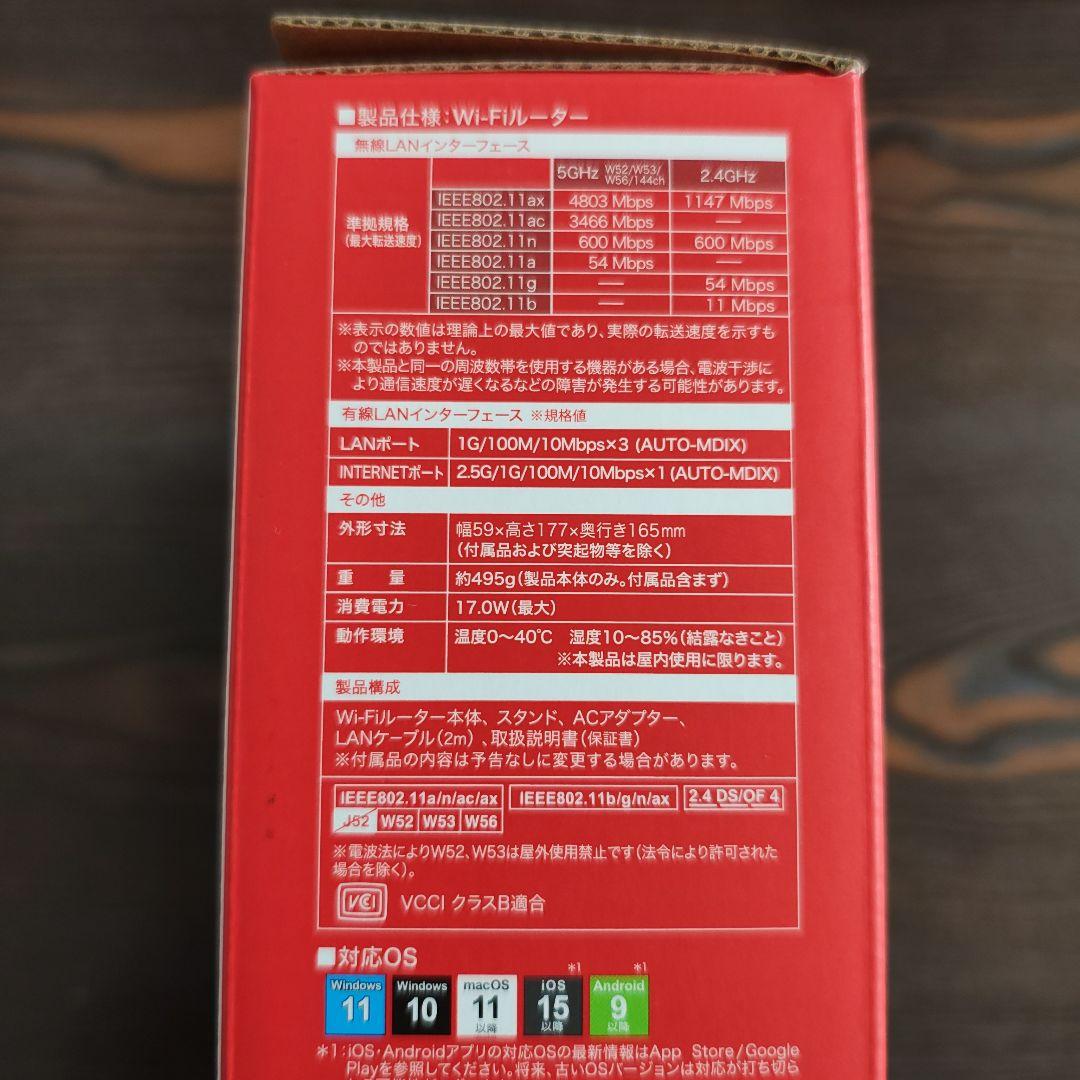 ■製品仕様：Wi-Fiルーター
無線LANインターフェース
準拠規格
（最大転送速度）
5GHz W52/W53/W56/144ch 2.4GHz
IEEE802.11ax 4803 Mbps 1147 Mbps
IEEE802.11ac 3466 Mbps —
IEEE802.11n 600 Mbps 600 Mbps
IEEE802.11a 54 Mbps —
IEEE802.11g — 54 Mbps
IEEE802.11b — 11 Mbps
※表示の数値は理論上の最大値であり、実際の転送速度を示すも
のではありません。
※本製品と同一の周波数帯を使用する機器がある場合、電波干渉に
より通信速度が遅くなるなどの障害が発生する可能性があります。
有線LANインターフェース ※規格値
LANポート 1G/100M/10Mbps×3 (AUTO-MDIX)
INTERNETポート 2.5G/1G/100M/10Mbps×1 (AUTO-MDIX)
その他
外形寸法 幅59×高さ177×奥行き165mm
（付属品および突起物等を除く）
重量 約495g（製品本体のみ。付属品含まず）
消費電力 17.0W（最大）
動作環境 温度0～40℃ 湿度10～85％（結露なきこと）
※本製品は屋内使用に限ります。
製品構成
Wi-Fiルーター本体、スタンド、ACアダプター、
LANケーブル（2m）、取扱説明書（保証書）
※付属品の内容は予告なしに変更する場合があります。
IEEE802.11a/n/ac/ax IEEE802.11b/g/n/ax 2.4 DS/OF 4
J52 W52 W53 W56
※電波法によりW52、W53は屋外使用禁止です（法令により許可された
場合を除く）。
VCCI VCCI クラスB適合
■対応OS
*1 *1
Windows 11 Windows 10 macOS 11 以降 iOS 15 以降 Android 9 以降
*1：iOS・Androidアプリの対応OSの最新情報はApp Store/Google
Playを参照してください。将来、古いOSバージョンは対応が打ち切ら